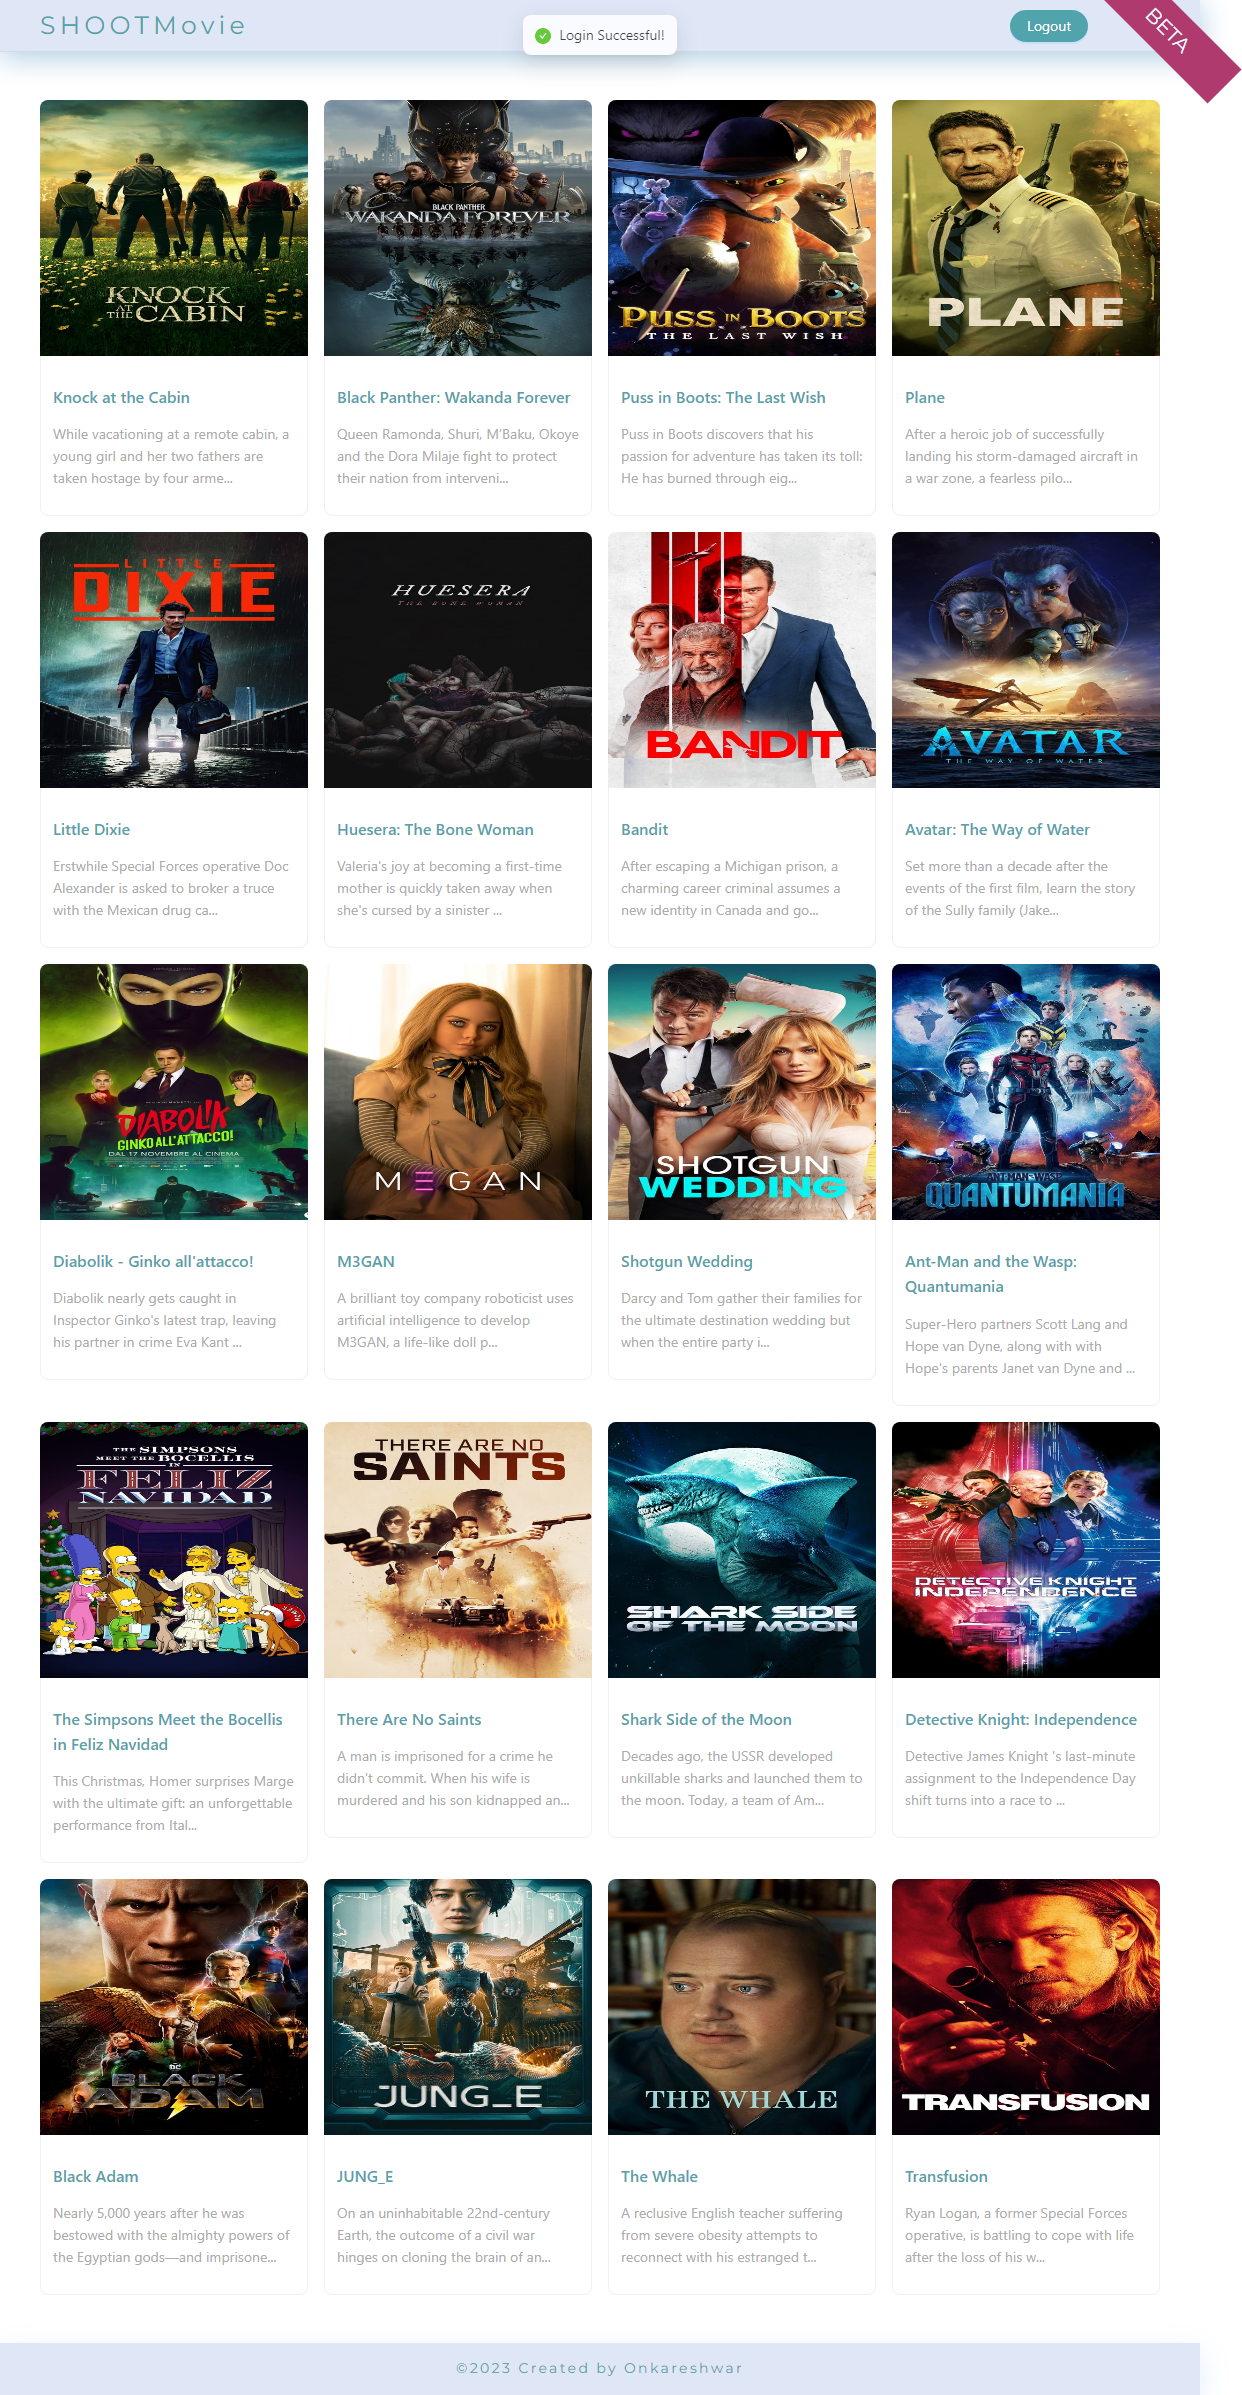 SHOOTMovie
Login Successful!
Logout
BETA
KNOCK
AT THE CABIN
BLACK PANTHER
WAKANDA FOREVER
PUSS IN BOOTS
THE LAST WISH
PLANE
Knock at the Cabin
While vacationing at a remote cabin, a
young girl and her two fathers are
taken hostage by four arme...
Black Panther: Wakanda Forever
Queen Ramonda, Shuri, M'Baku, Okoye
and the Dora Milaje fight to protect
their nation from interveni...
Puss in Boots: The Last Wish
Puss in Boots discovers that his
passion for adventure has taken its toll:
He has burned through eig...
Plane
After a heroic job of successfully
landing his storm-damaged aircraft in
a war zone, a fearless pilo...
LITTLE
DIXIE
HUESERA
THE BONE WOMAN
BANDIT
AVATAR
THE WAY OF WATER
Little Dixie
Erstwhile Special Forces operative Doc
Alexander is asked to broker a truce
with the Mexican drug ca...
Huesera: The Bone Woman
Valeria's joy at becoming a first-time
mother is quickly taken away when
she's cursed by a sinister ...
Bandit
After escaping a Michigan prison, a
charming career criminal assumes a
new identity in Canada and go...
Avatar: The Way of Water
Set more than a decade after the
events of the first film, learn the story
of the Sully family (Jake...
DIABOLIK
GINKO ALL'ATTACCO!
DAL 17 NOVEMBRE AL CINEMA
M3GAN
SHOTGUN
WEDDING
ANT-MAN AND THE WASP
QUANTUMANIA
Diabolik - Ginko all'attacco!
Diabolik nearly gets caught in
Inspector Ginko's latest trap, leaving
his partner in crime Eva Kant ...
M3GAN
A brilliant toy company roboticist uses
artificial intelligence to develop
M3GAN, a life-like doll p...
Shotgun Wedding
Darcy and Tom gather their families for
the ultimate destination wedding but
when the entire party i...
Ant-Man and the Wasp:
Quantumania
Super-Hero partners Scott Lang and
Hope van Dyne, along with with
Hope's parents Janet van Dyne and ...
THE SIMPSONS
MEET THE BOCELLIS
IN
FELIZ
NAVIDAD
THERE ARE NO
SAINTS
SHARK SIDE
OF THE MOON
DETECTIVE KNIGHT
INDEPENDENCE
The Simpsons Meet the Bocellis
in Feliz Navidad
This Christmas, Homer surprises Marge
with the ultimate gift: an unforgettable
performance from Ital...
There Are No Saints
A man is imprisoned for a crime he
didn't commit. When his wife is
murdered and his son kidnapped an...
Shark Side of the Moon
Decades ago, the USSR developed
unkillable sharks and launched them to
the moon. Today, a team of Am...
Detective Knight: Independence
Detective James Knight 's last-minute
assignment to the Independence Day
shift turns into a race to ...
DC
BLACK
ADAM
JUNG_E
THE WHALE
TRANSFUSION
Black Adam
Nearly 5,000 years after he was
bestowed with the almighty powers of
the Egyptian gods—and imprisone...
JUNG_E
On an uninhabitable 22nd-century
Earth, the outcome of a civil war
hinges on cloning the brain of an...
The Whale
A reclusive English teacher suffering
from severe obesity attempts to
reconnect with his estranged t...
Transfusion
Ryan Logan, a former Special Forces
operative, is battling to cope with life
after the loss of his w...
©2023 Created by Onkareshwar